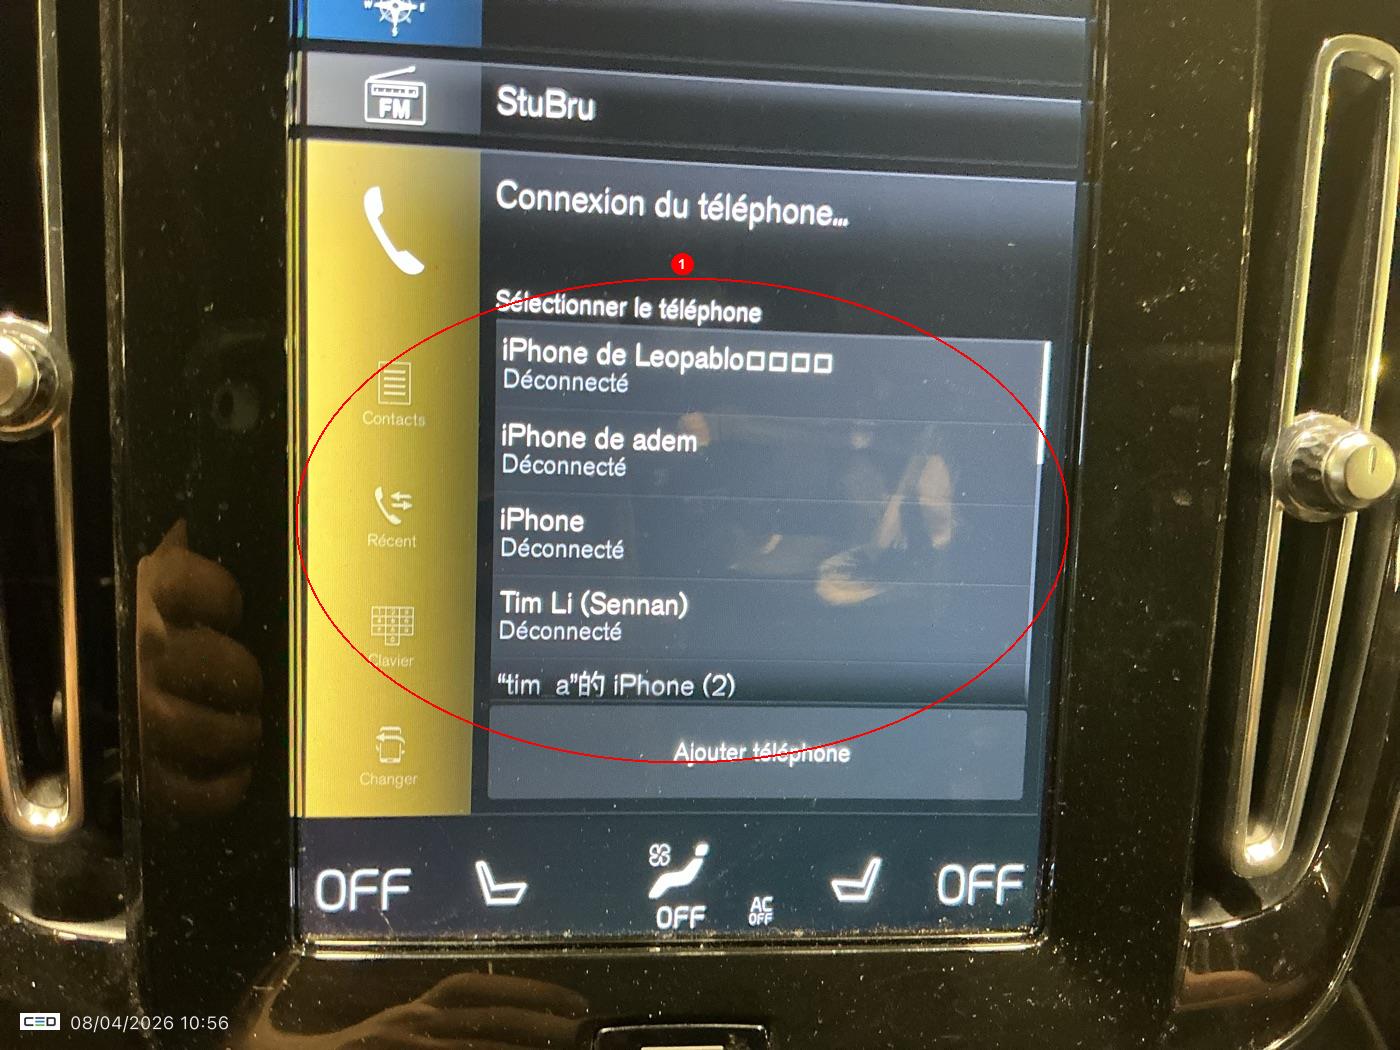 W E
S
FM
StuBru
Connexion du téléphone...
1
Sélectionner le téléphone
iPhone de Leopablo□□□□
Déconnecté
iPhone de adem
Déconnecté
Contacts
iPhone
Déconnecté
Récent
Tim Li (Sennan)
Déconnecté
Clavier
“tim_a”的 iPhone (2)
Ajouter téléphone
Changer
OFF
OFF
AC
OFF
OFF
CED 08/04/2026 10:56